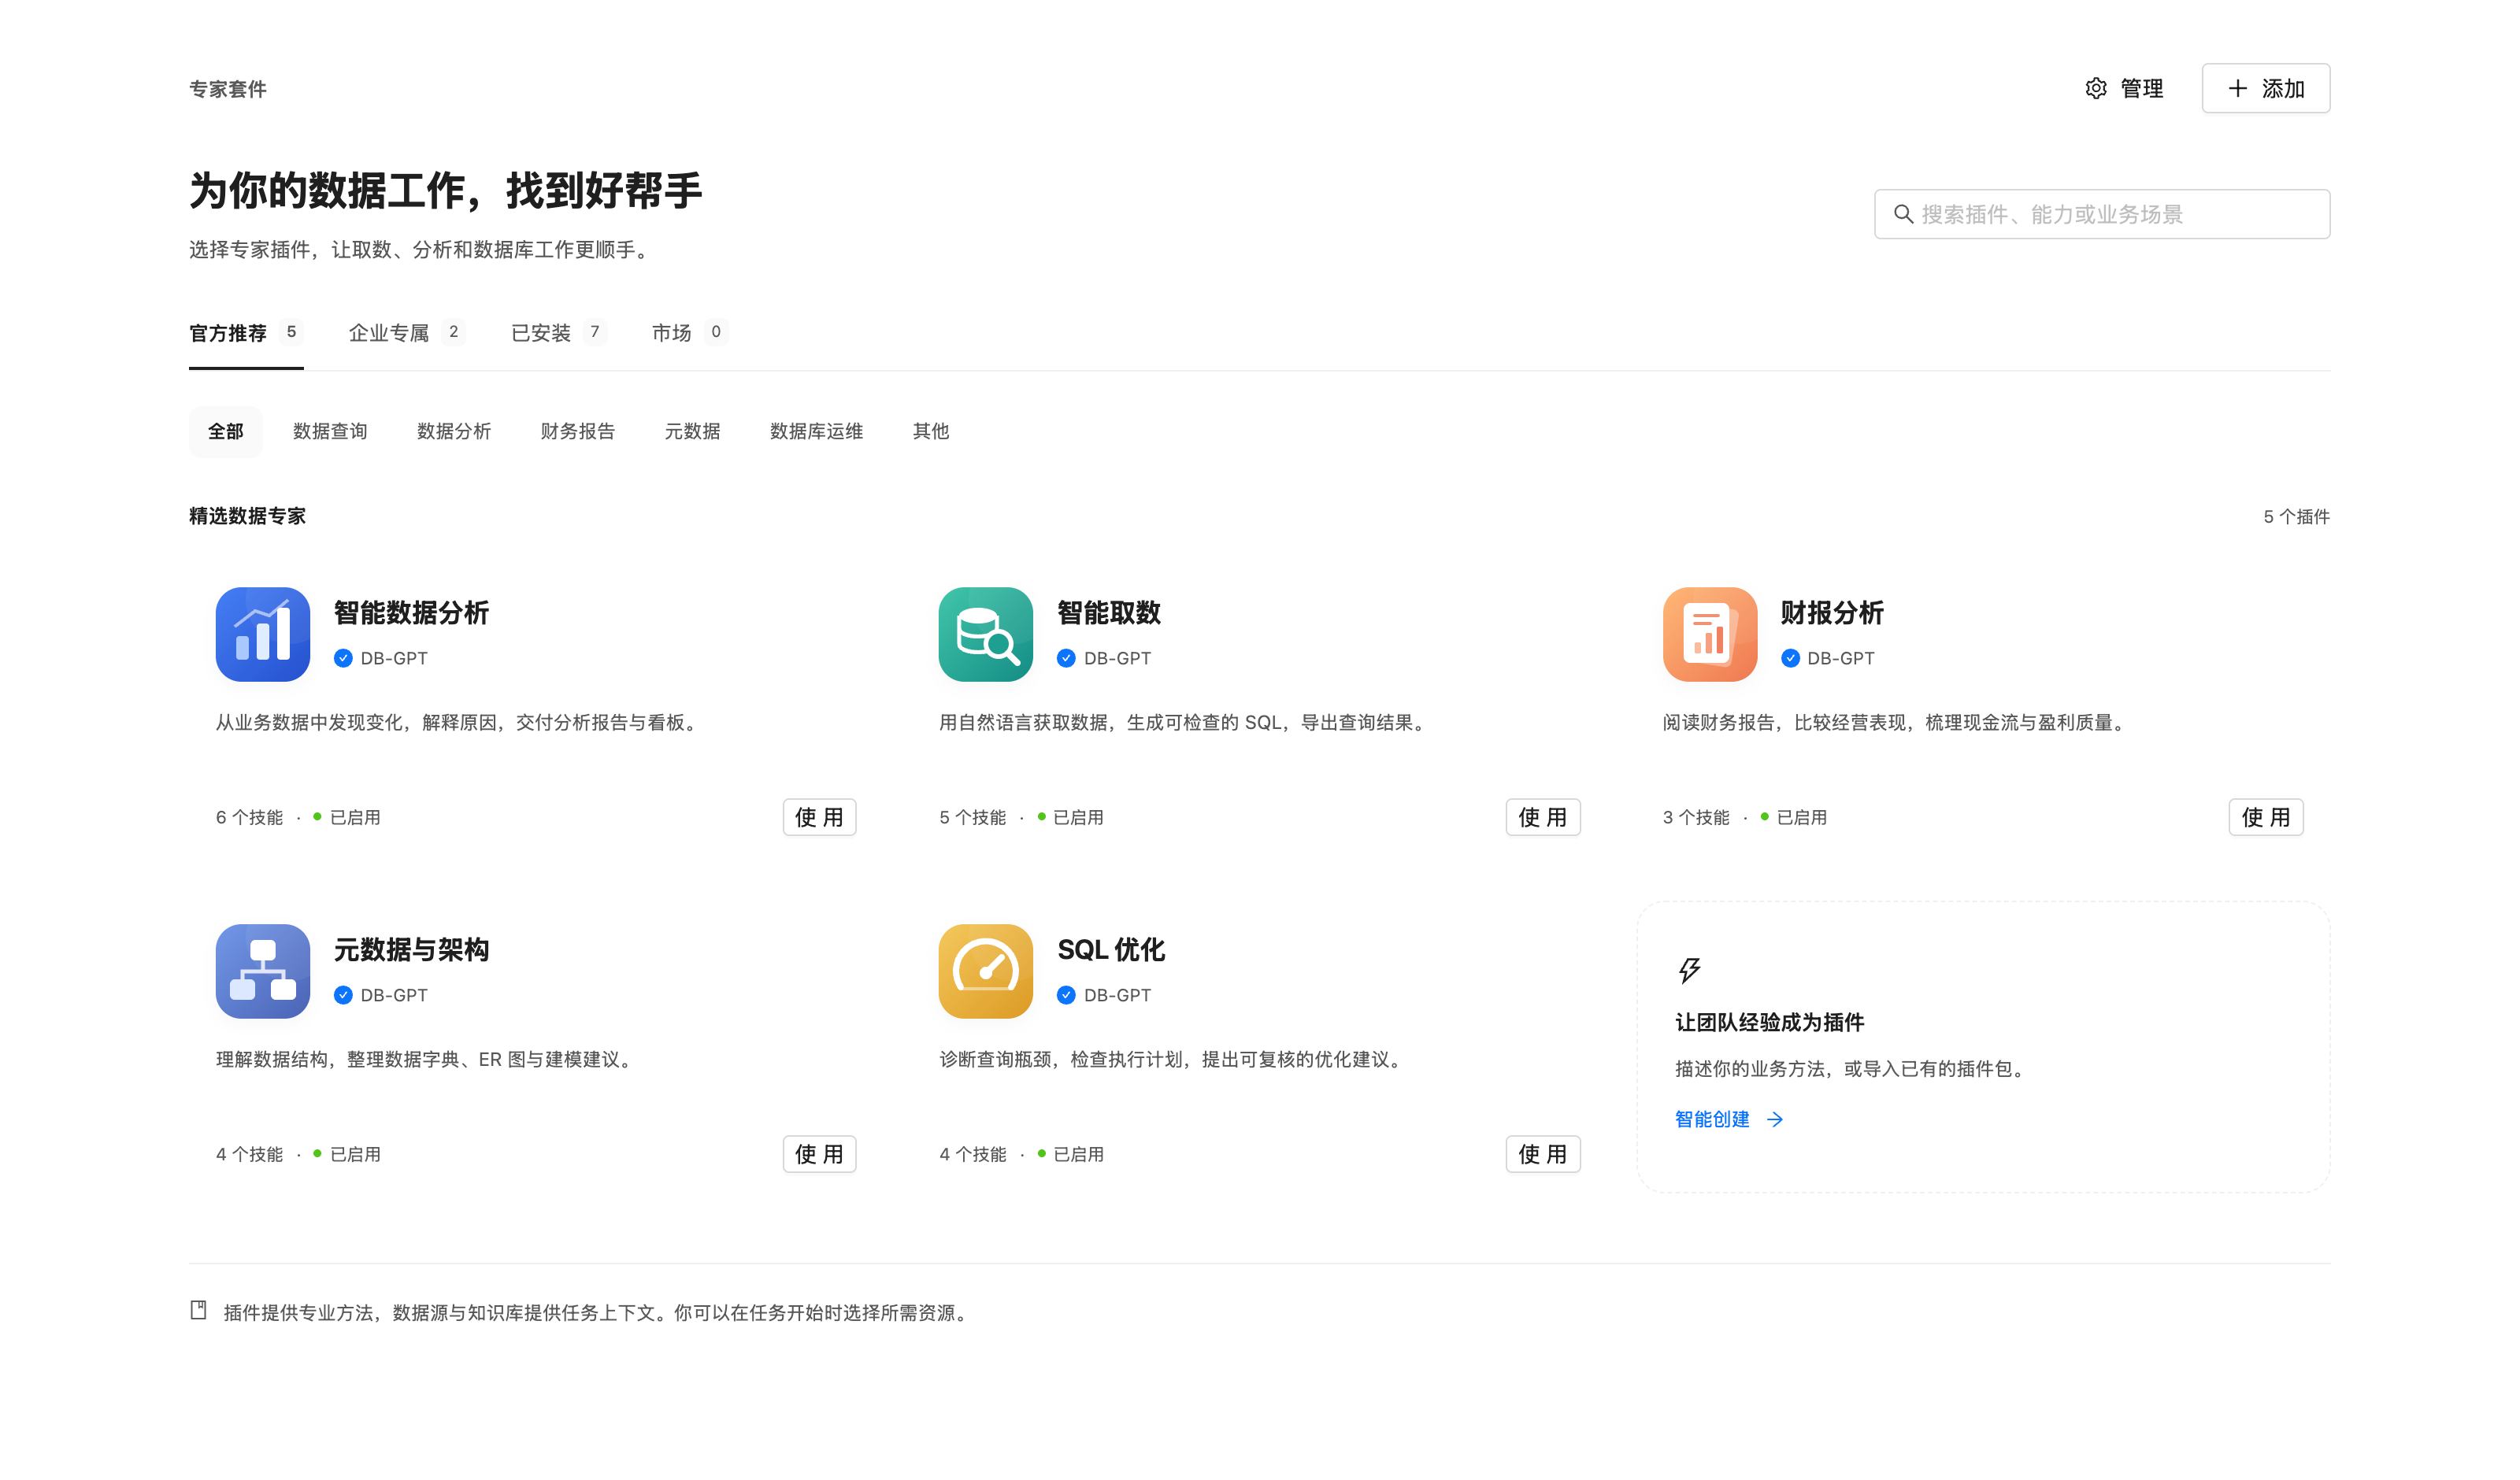 专家套件
管理
添加
为你的数据工作，找到好帮手
选择专家插件，让取数、分析和数据库工作更顺手。
搜索插件、能力或业务场景
官方推荐 5 企业专属 2 已安装 7 市场 0
全部 数据查询 数据分析 财务报告 元数据 数据库运维 其他
精选数据专家
5 个插件
智能数据分析
DB-GPT
从业务数据中发现变化，解释原因，交付分析报告与看板。
6 个技能 · 已启用
使用
智能取数
DB-GPT
用自然语言获取数据，生成可检查的 SQL，导出查询结果。
5 个技能 · 已启用
使用
财报分析
DB-GPT
阅读财务报告，比较经营表现，梳理现金流与盈利质量。
3 个技能 · 已启用
使用
元数据与架构
DB-GPT
理解数据结构，整理数据字典、ER 图与建模建议。
4 个技能 · 已启用
使用
SQL 优化
DB-GPT
诊断查询瓶颈，检查执行计划，提出可复核的优化建议。
4 个技能 · 已启用
使用
让团队经验成为插件
描述你的业务方法，或导入已有的插件包。
智能创建
插件提供专业方法，数据源与知识库提供任务上下文。你可以在任务开始时选择所需资源。